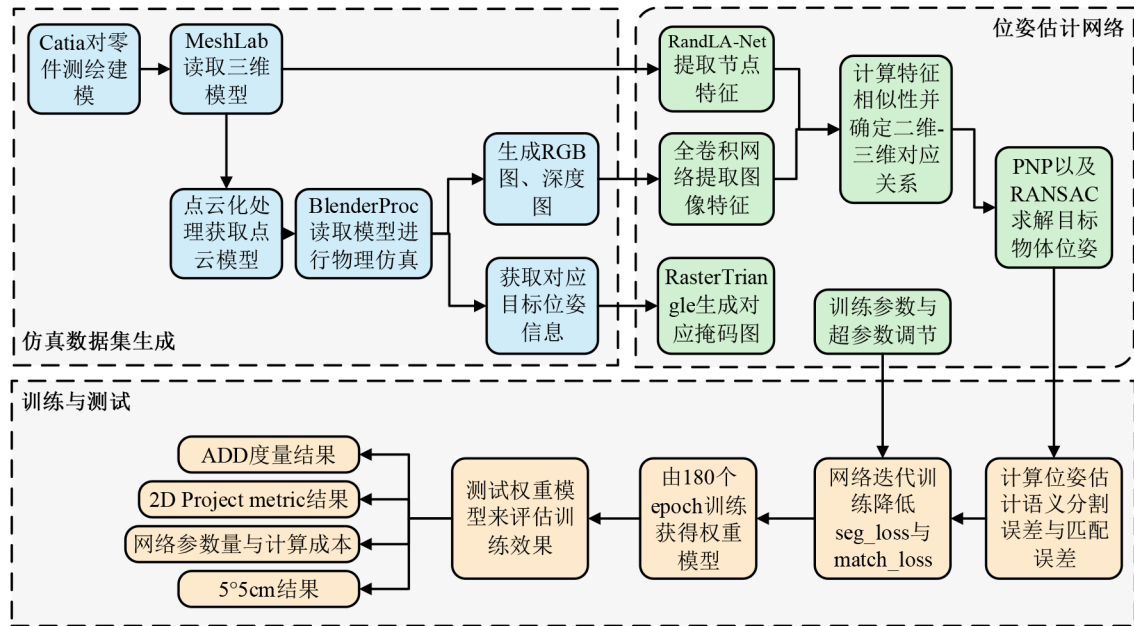 Catia对零
件测绘建
模
MeshLab
读取三维
模型
点云化处
理获取点
云模型
BlenderProc
读取模型进
行物理仿真
生成RGB
图、深度
图
获取对应
目标位姿
信息
仿真数据集生成
位姿估计网络
RandLA-Net
提取节点
特征
全卷积网
络提取图
像特征
RasterTrian
gle生成对
应掩码图
计算特征
相似性并
确定二维-
三维对应
关系
PNP以及
RANSAC
求解目标
物体位姿
训练参数与
超参数调节
训练与测试
计算位姿估
计语义分割
误差与匹配
误差
网络迭代训
练降低
seg_loss与
match_loss
由180个
epoch训练
获得权重
模型
测试权重模
型来评估训
练效果
ADD度量结果
2D Project metric结果
网络参数量与计算成本
5°5cm结果